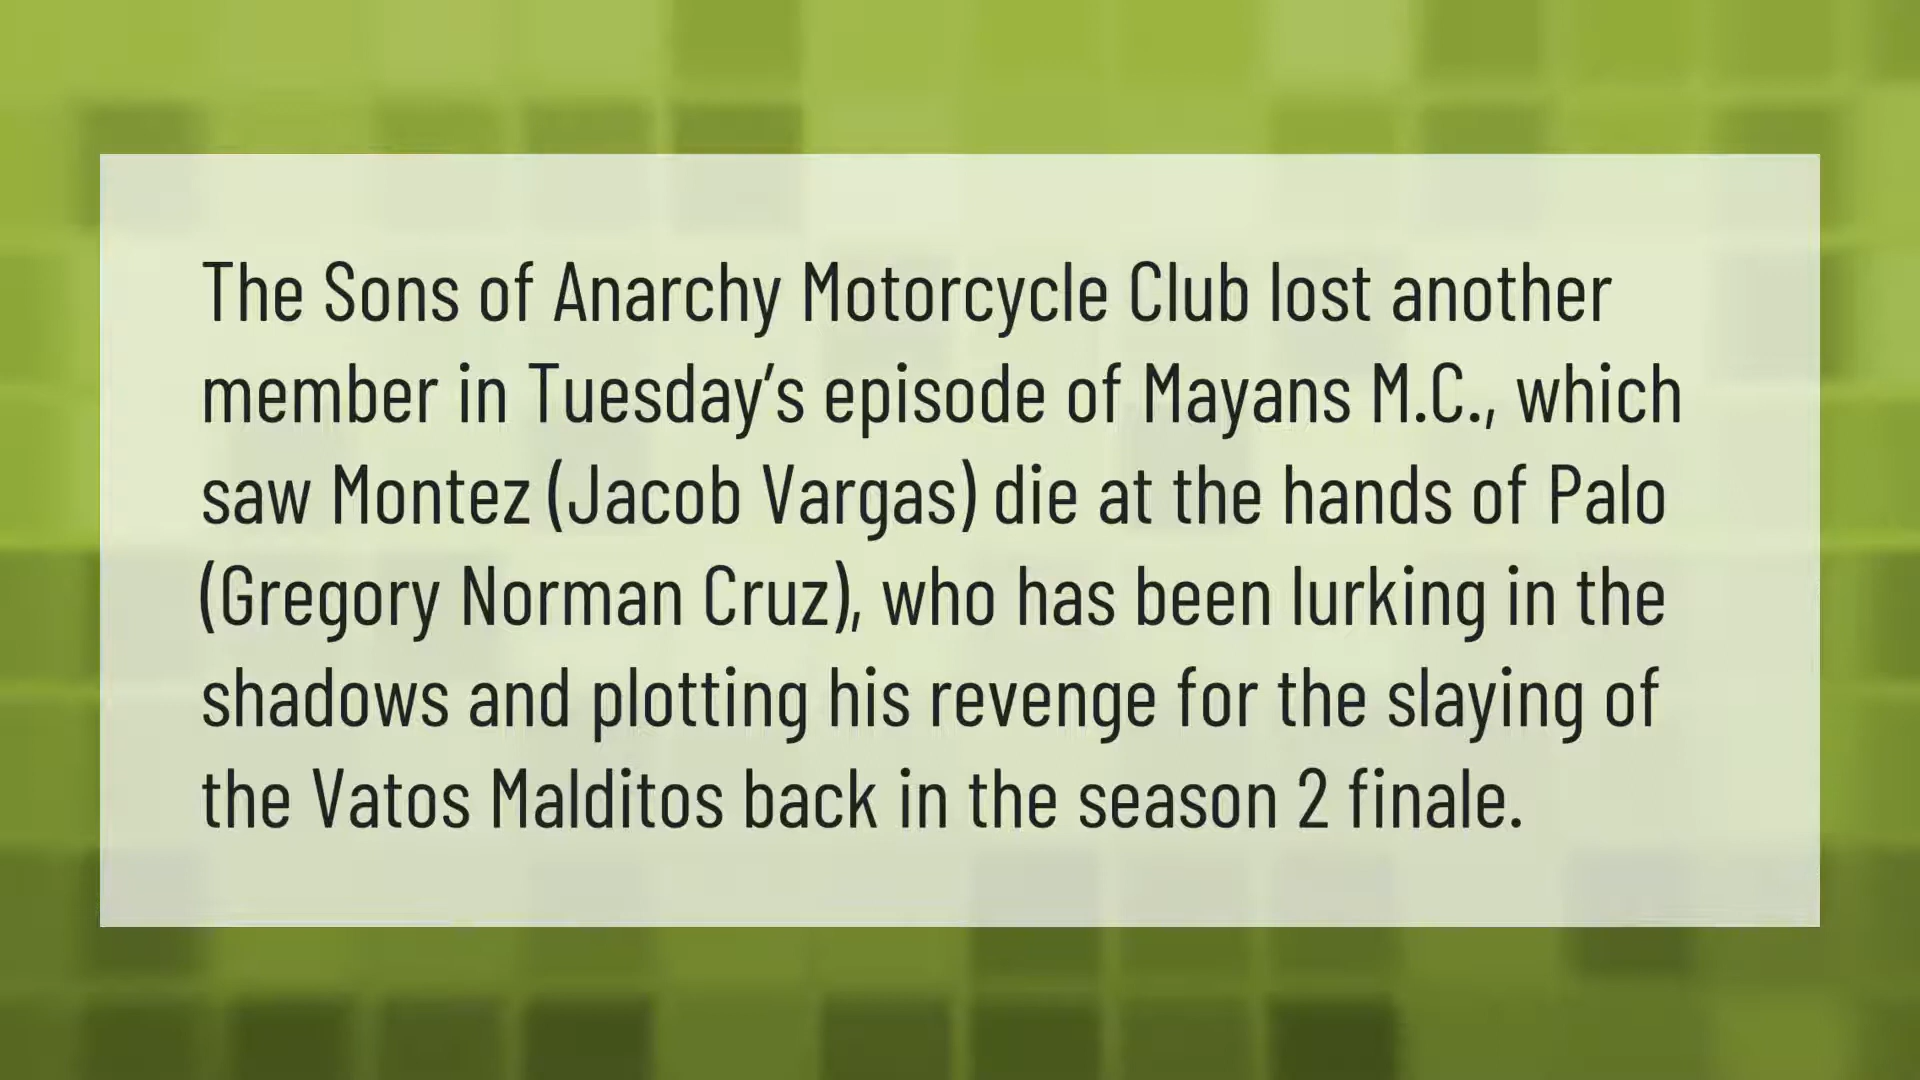 The Sons of Anarchy Motorcycle Club lost another
member in Tuesday’s episode of Mayans M.C., which
saw Montez (Jacob Vargas) die at the hands of Palo
(Gregory Norman Cruz), who has been lurking in the
shadows and plotting his revenge for the slaying of
the Vatos Malditos back in the season 2 finale.